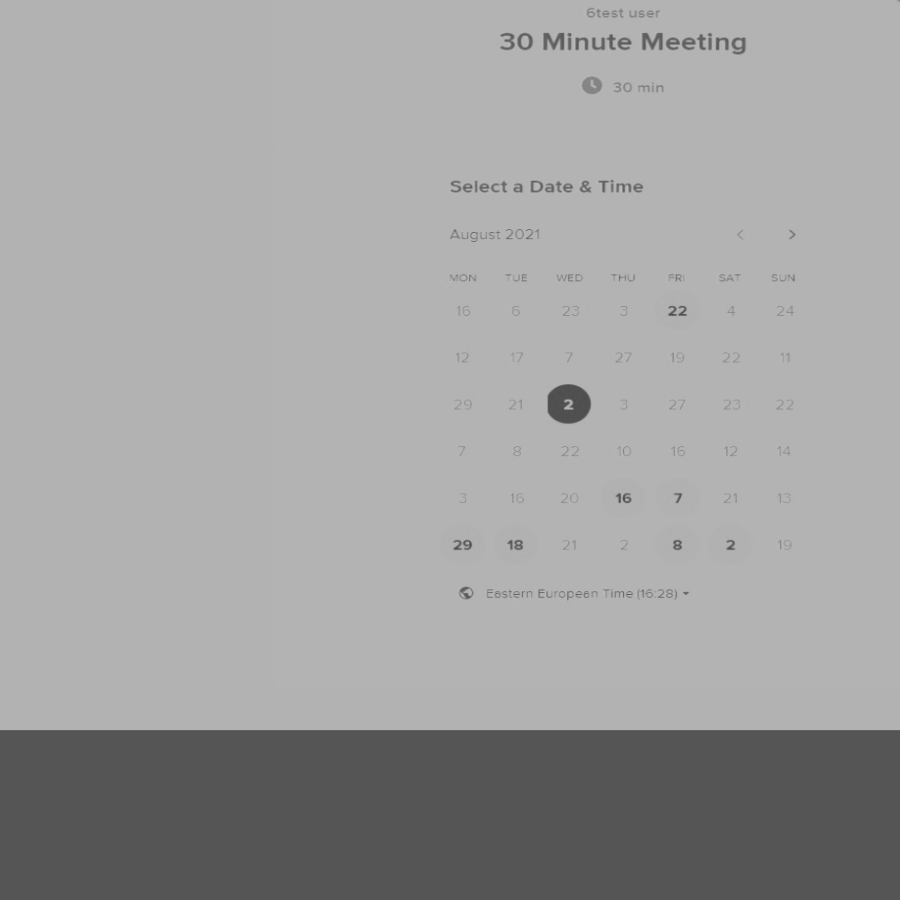 6test user
30 Minute Meeting
30 min
Select a Date & Time
August 2021
MON TUE WED THU FRI SAT SUN
16 6 23 3 22 4 24
12 17 7 27 19 22 11
29 21 2 3 27 23 22
7 8 22 10 16 12 14
3 16 20 16 7 21 13
29 18 21 2 8 2 19
Eastern European Time (16:28)